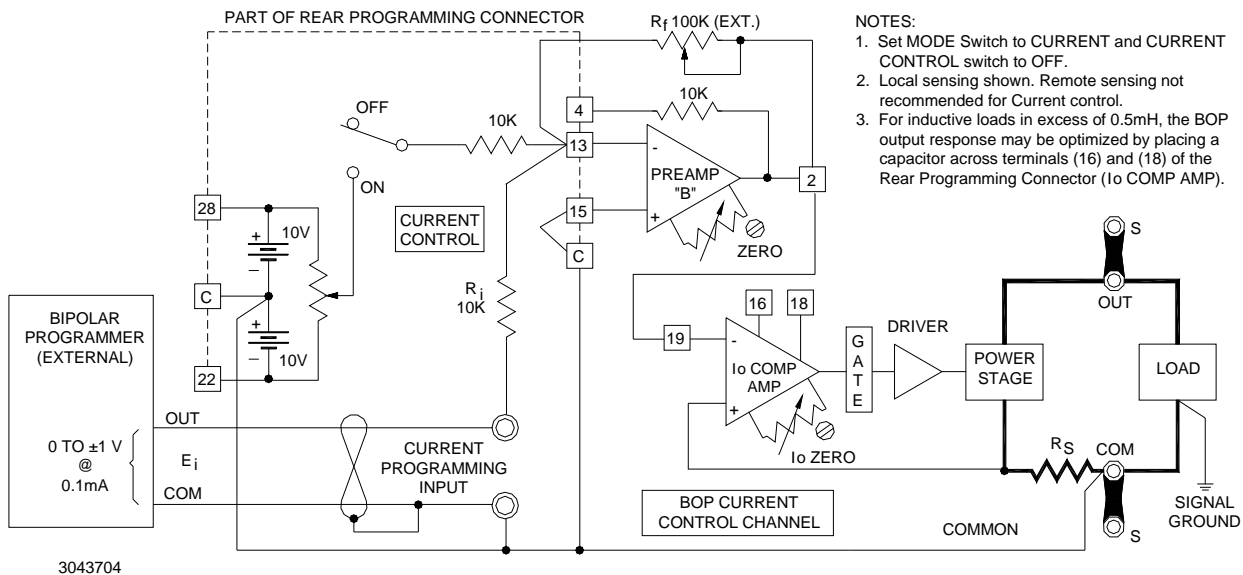 PART OF REAR PROGRAMMING CONNECTOR
Rf 100K (EXT.)
NOTES:
1. Set MODE Switch to CURRENT and CURRENT
CONTROL switch to OFF.
2. Local sensing shown. Remote sensing not
recommended for Current control.
3. For inductive loads in excess of 0.5mH, the BOP
output response may be optimized by placing a
capacitor across terminals (16) and (18) of the
Rear Programming Connector (Io COMP AMP).
OFF
10K
4
10K
13
-
PREAMP
"B"
+
2
ON
28
15
CURRENT
CONTROL
C
ZERO
+
10V
–
C
Ri
10K
+
10V
–
22
BIPOLAR
PROGRAMMER
(EXTERNAL)
16
18
19
-
Io COMP
AMP
+
Io ZERO
G
A
T
E
DRIVER
POWER
STAGE
S
OUT
LOAD
OUT
0 TO ±1 V
@
0.1mA
Ei
COM
CURRENT
PROGRAMMING
INPUT
RS
COM
S
BOP CURRENT
CONTROL CHANNEL
COMMON
SIGNAL
GROUND
3043704